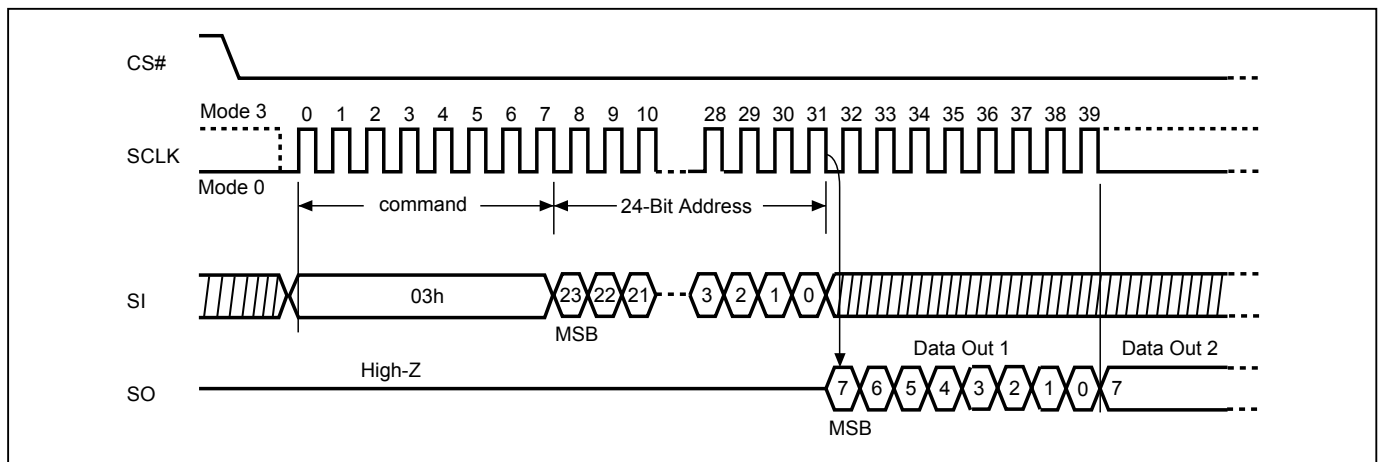 CS#
Mode 3 0 1 2 3 4 5 6 7 8 9 10 28 29 30 31 32 33 34 35 36 37 38 39
SCLK
Mode 0
command 24-Bit Address
SI 03h 23 22 21 3 2 1 0
MSB
Data Out 1 Data Out 2
High-Z
SO 7 6 5 4 3 2 1 0 7
MSB